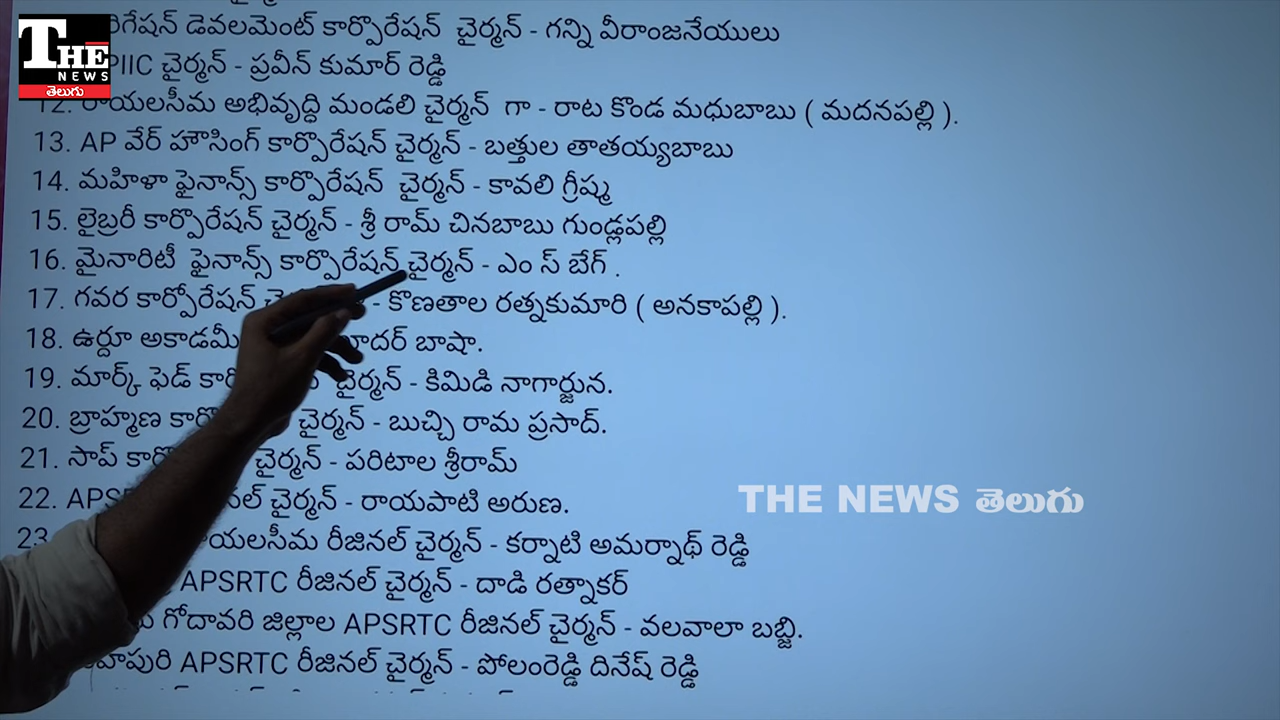 THE
NEWS
తెలుగు
డెవలమెంట్ కార్పొరేషన్ చైర్మన్ - గన్ని వీరాంజనేయులు
చైర్మన్ - ప్రవీన్ కుమార్ రెడ్డి
12. రాయలసీమ అభివృద్ధి మండలి చైర్మన్ గా - రాట కొండ మధుబాబు ( మదనపల్లి ).
13. AP వేర్ హౌసింగ్ కార్పొరేషన్ చైర్మన్ - బత్తుల తాతయ్యబాబు
14. మహిళా ఫైనాన్స్ కార్పొరేషన్ చైర్మన్ - కావలి గ్రీష్మ
15. లైబ్రరీ కార్పొరేషన్ చైర్మన్ - శ్రీ రామ్ చినబాబు గుండ్లపల్లి
16. మైనారిటీ ఫైనాన్స్ కార్పొరేషన్ చైర్మన్ - ఎం స్ బేగ్ .
17. గవర కార్పోరేషన్ - కొణతాల రత్నకుమారి ( అనకాపల్లి ).
18. ఉర్దూ అకాడమీ బాషా.
19. మార్క్ ఫెడ్ చైర్మన్ - కిమిడి నాగార్జున.
20. బ్రాహ్మణ చైర్మన్ - బుచ్చి రామ ప్రసాద్.
21. సాప్ చైర్మన్ - పరిటాల శ్రీరామ్
22. చైర్మన్ - రాయపాటి అరుణ.
23. రీజినల్ చైర్మన్ - కర్నాటి అమర్నాథ్ రెడ్డి
APSRTC రీజినల్ చైర్మన్ - దాడి రత్నాకర్
గోదావరి జిల్లాల APSRTC రీజినల్ చైర్మన్ - వలవాలా బబ్జి.
APSRTC రీజినల్ చైర్మన్ - పోలంరెడ్డి దినేష్ రెడ్డి
THE NEWS తెలుగు